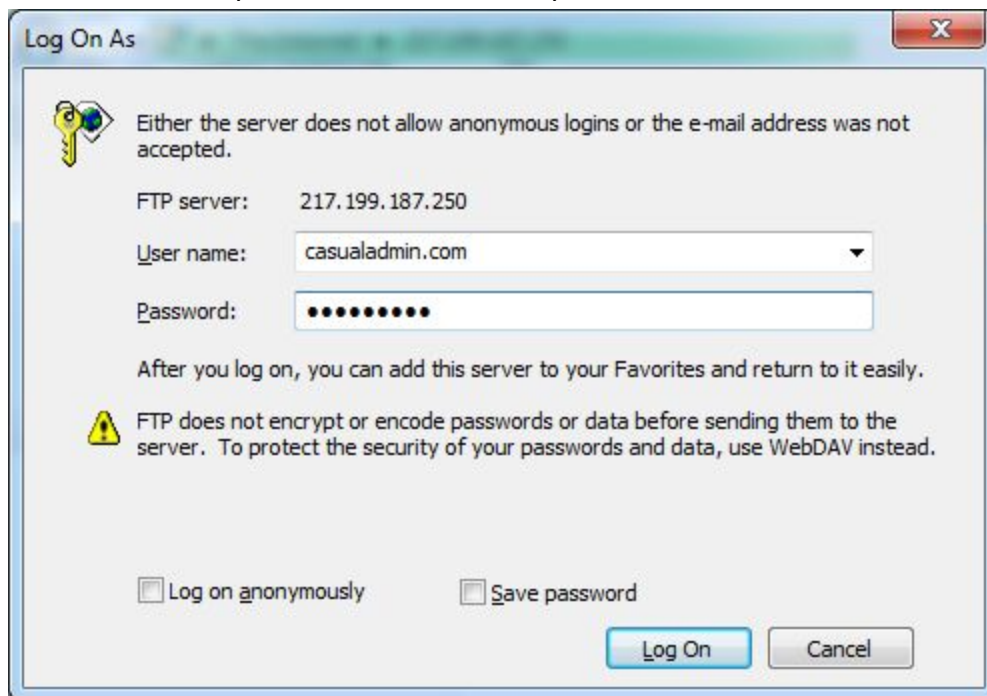 Log On As
Either the server does not allow anonymous logins or the e-mail address was not
accepted.
FTP server: 217.199.187.250
User name: casualadmin.com
Password: •••••••••
After you log on, you can add this server to your Favorites and return to it easily.
FTP does not encrypt or encode passwords or data before sending them to the
server. To protect the security of your passwords and data, use WebDAV instead.
Log on anonymously Save password
Log On Cancel